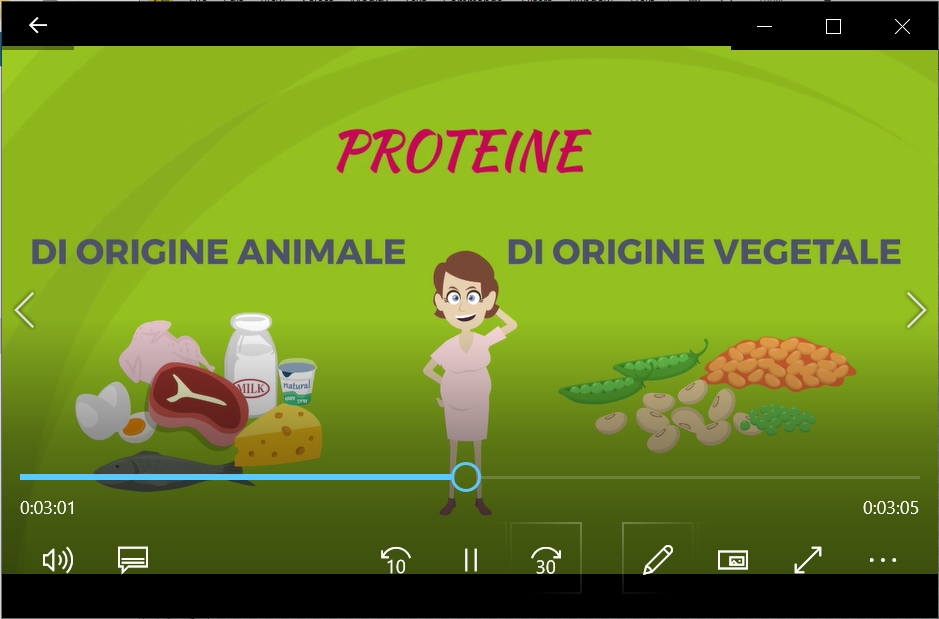 PROTEINE
DI ORIGINE ANIMALE
DI ORIGINE VEGETALE
MILK
natural
0:03:01
0:03:05
10
30